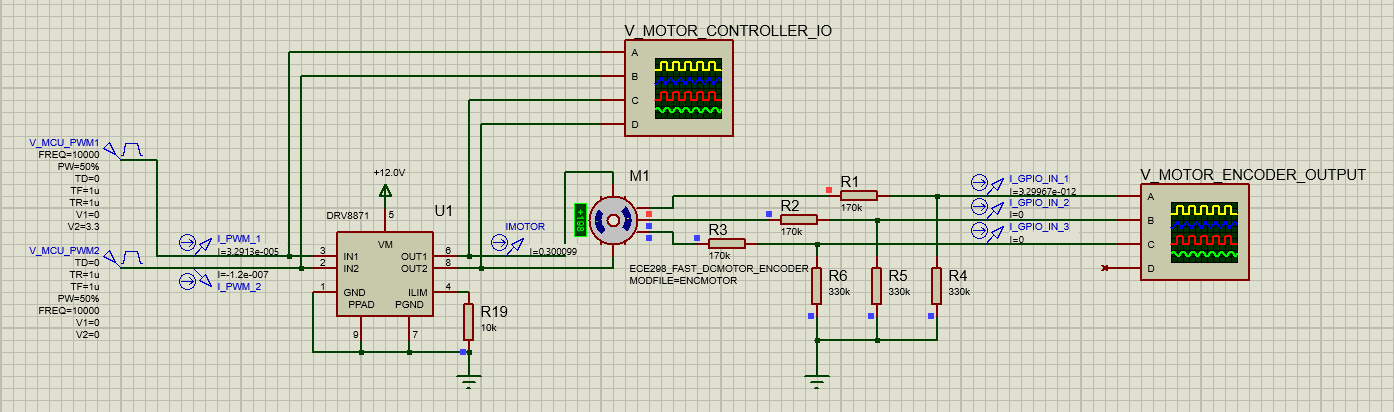 V_MOTOR_CONTROLLER_IO
A
B
C
D
V_MCU_PWM1
FREQ=10000
PW=50%
TD=0
TF=1u
TR=1u
V1=0
V2=3.3
V_MCU_PWM2
TD=0
TR=1u
TF=1u
PW=50%
FREQ=10000
V1=0
V2=0
I_PWM_1
I=3.2913e-005
I=-1.2e-007
I_PWM_2
+12.0V
DRV8871
U1
5
VM
3
IN1
2
IN2
1
GND
PPAD
9
OUT1
6
OUT2
8
ILIM
4
PGND
7
R19
10k
IMOTOR
I=0.300099
M1
+198
ECE298_FAST_DCMOTOR_ENCODER
MODFILE=ENCMOTOR
R1
170k
R2
170k
R3
170k
R6
330k
R5
330k
R4
330k
I_GPIO_IN_1
I=3.29967e-012
I_GPIO_IN_2
I=0
I_GPIO_IN_3
I=0
V_MOTOR_ENCODER_OUTPUT
A
B
C
D